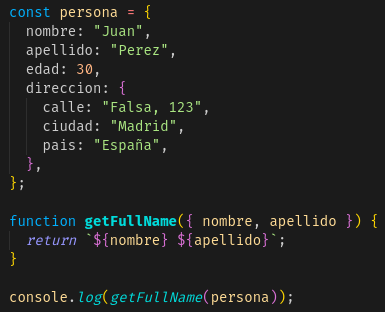 const persona = {
  nombre: "Juan",
  apellido: "Perez",
  edad: 30,
  direccion: {
    calle: "Falsa, 123",
    ciudad: "Madrid",
    pais: "España",
  },
};

function getFullName({ nombre, apellido }) {
  return `${nombre} ${apellido}`;
}

console.log(getFullName(persona));